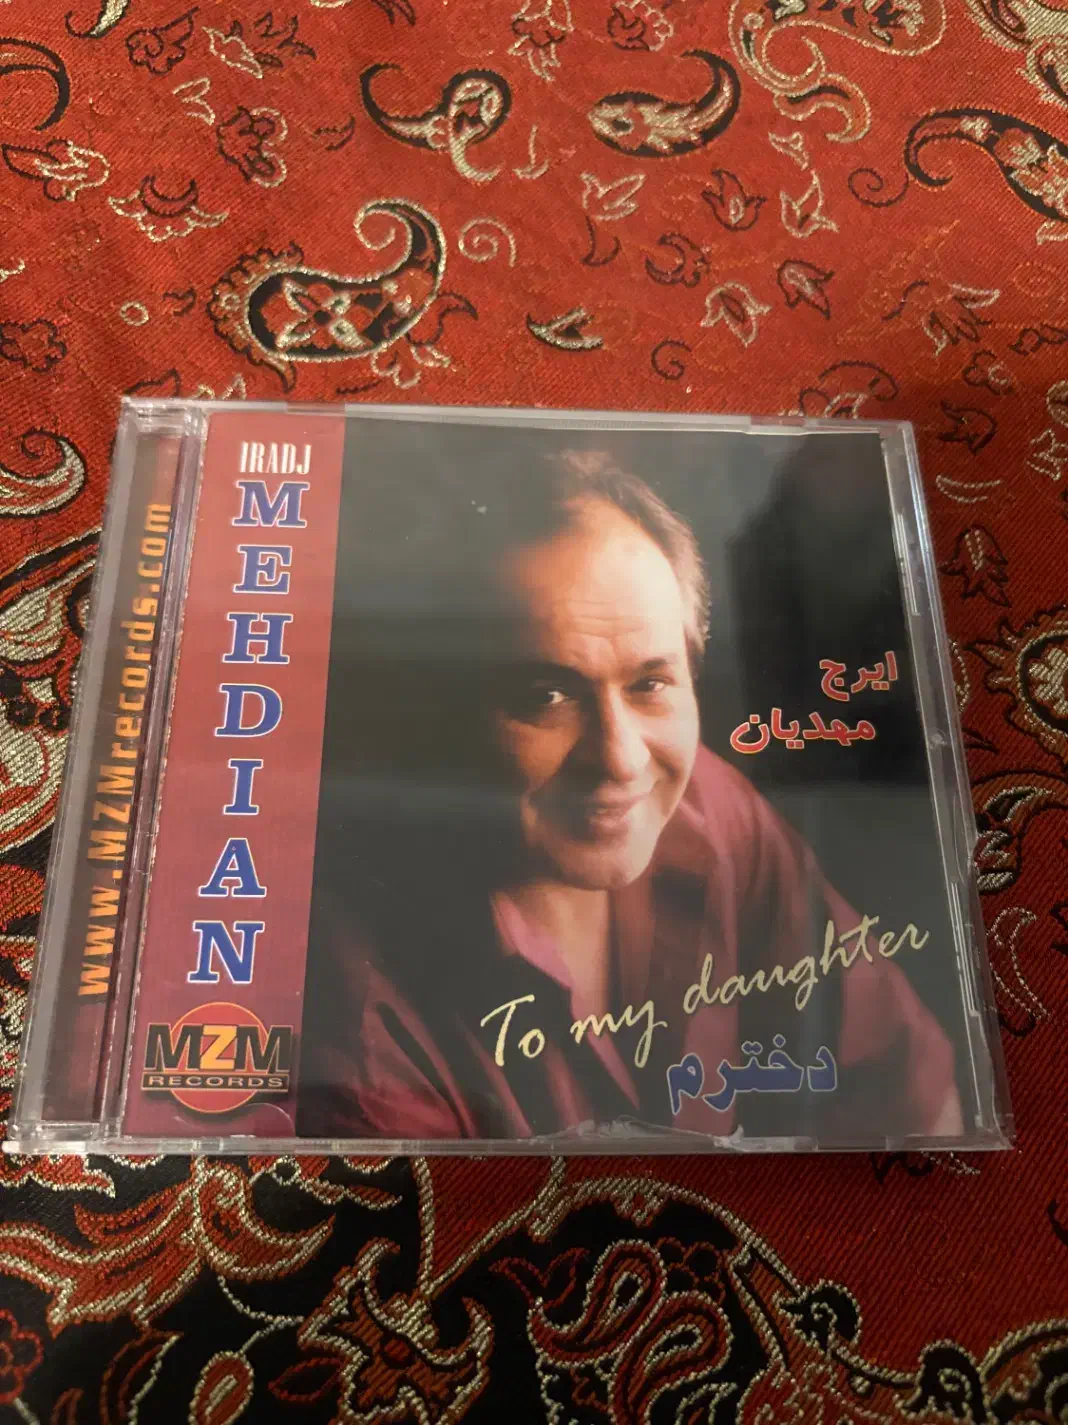 www.MZMrecords.com
IRADJ
MEHDIAN
MZM
RECORDS
ایرج
مهدیان
To my daughter
دخترم